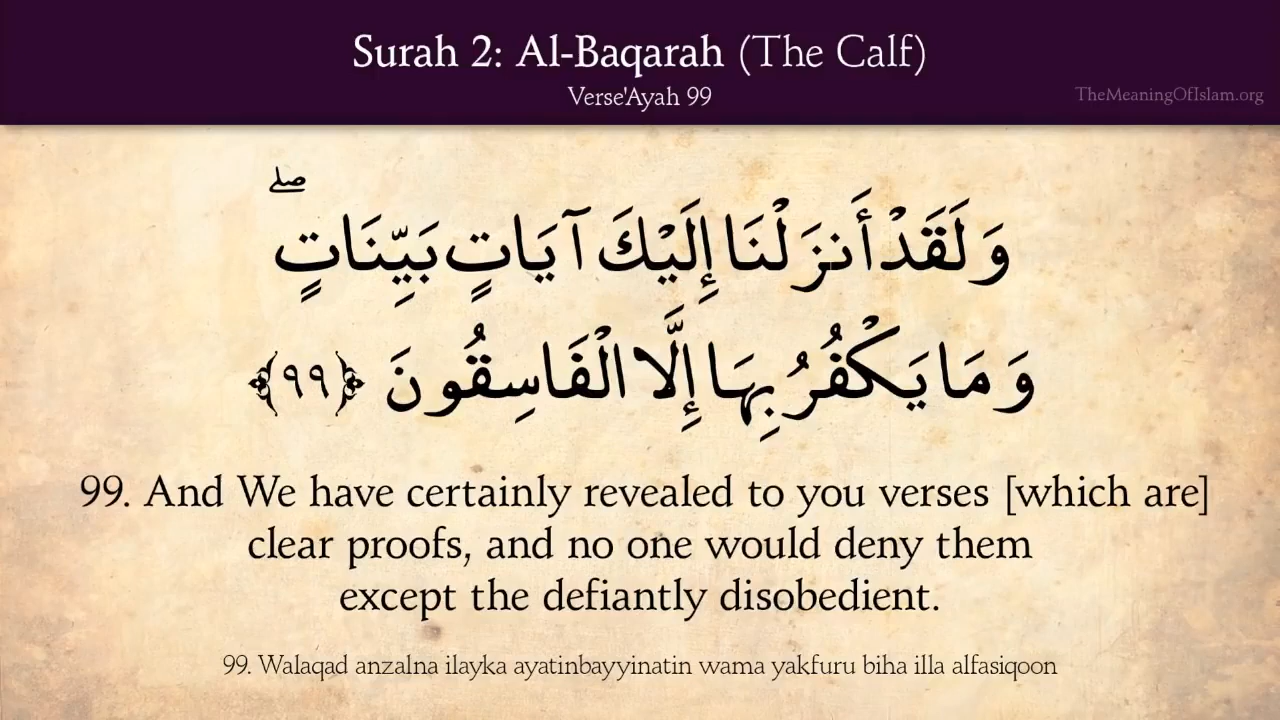 Surah 2: Al-Baqarah (The Calf)
Verse'Ayah 99
TheMeaningOfIslam.org
وَلَقَدْ أَنزَلْنَا إِلَيْكَ آيَاتٍ بَيِّنَاتٍ ۖ
وَمَا يَكْفُرُ بِهَا إِلَّا الْفَاسِقُونَ ﴿٩٩﴾
99. And We have certainly revealed to you verses [which are]
clear proofs, and no one would deny them
except the defiantly disobedient.
99. Walaqad anzalna ilayka ayatinbayyinatin wama yakfuru biha illa alfasiqoon